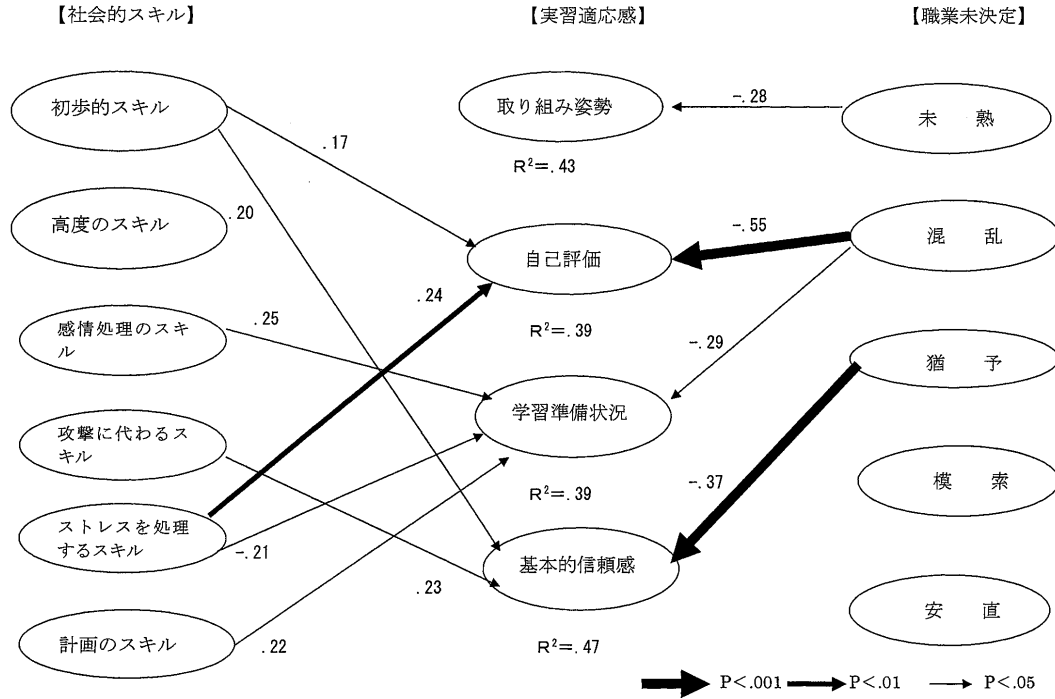 【社会的スキル】
【実習適応感】
【職業未決定】
初歩的スキル
取り組み姿勢
-.28
未　熟
.17
R²=.43
高度のスキル
.20
自己評価
-.55
混　乱
.24
感情処理のスキ
ル
.25
R²=.39
-.29
猶　予
攻撃に代わるス
キル
学習準備状況
ストレスを処理
するスキル
-.21
R²=.39
-.37
模　索
基本的信頼感
.23
計画のスキル
.22
R²=.47
安　直
P<.001
P<.01
P<.05